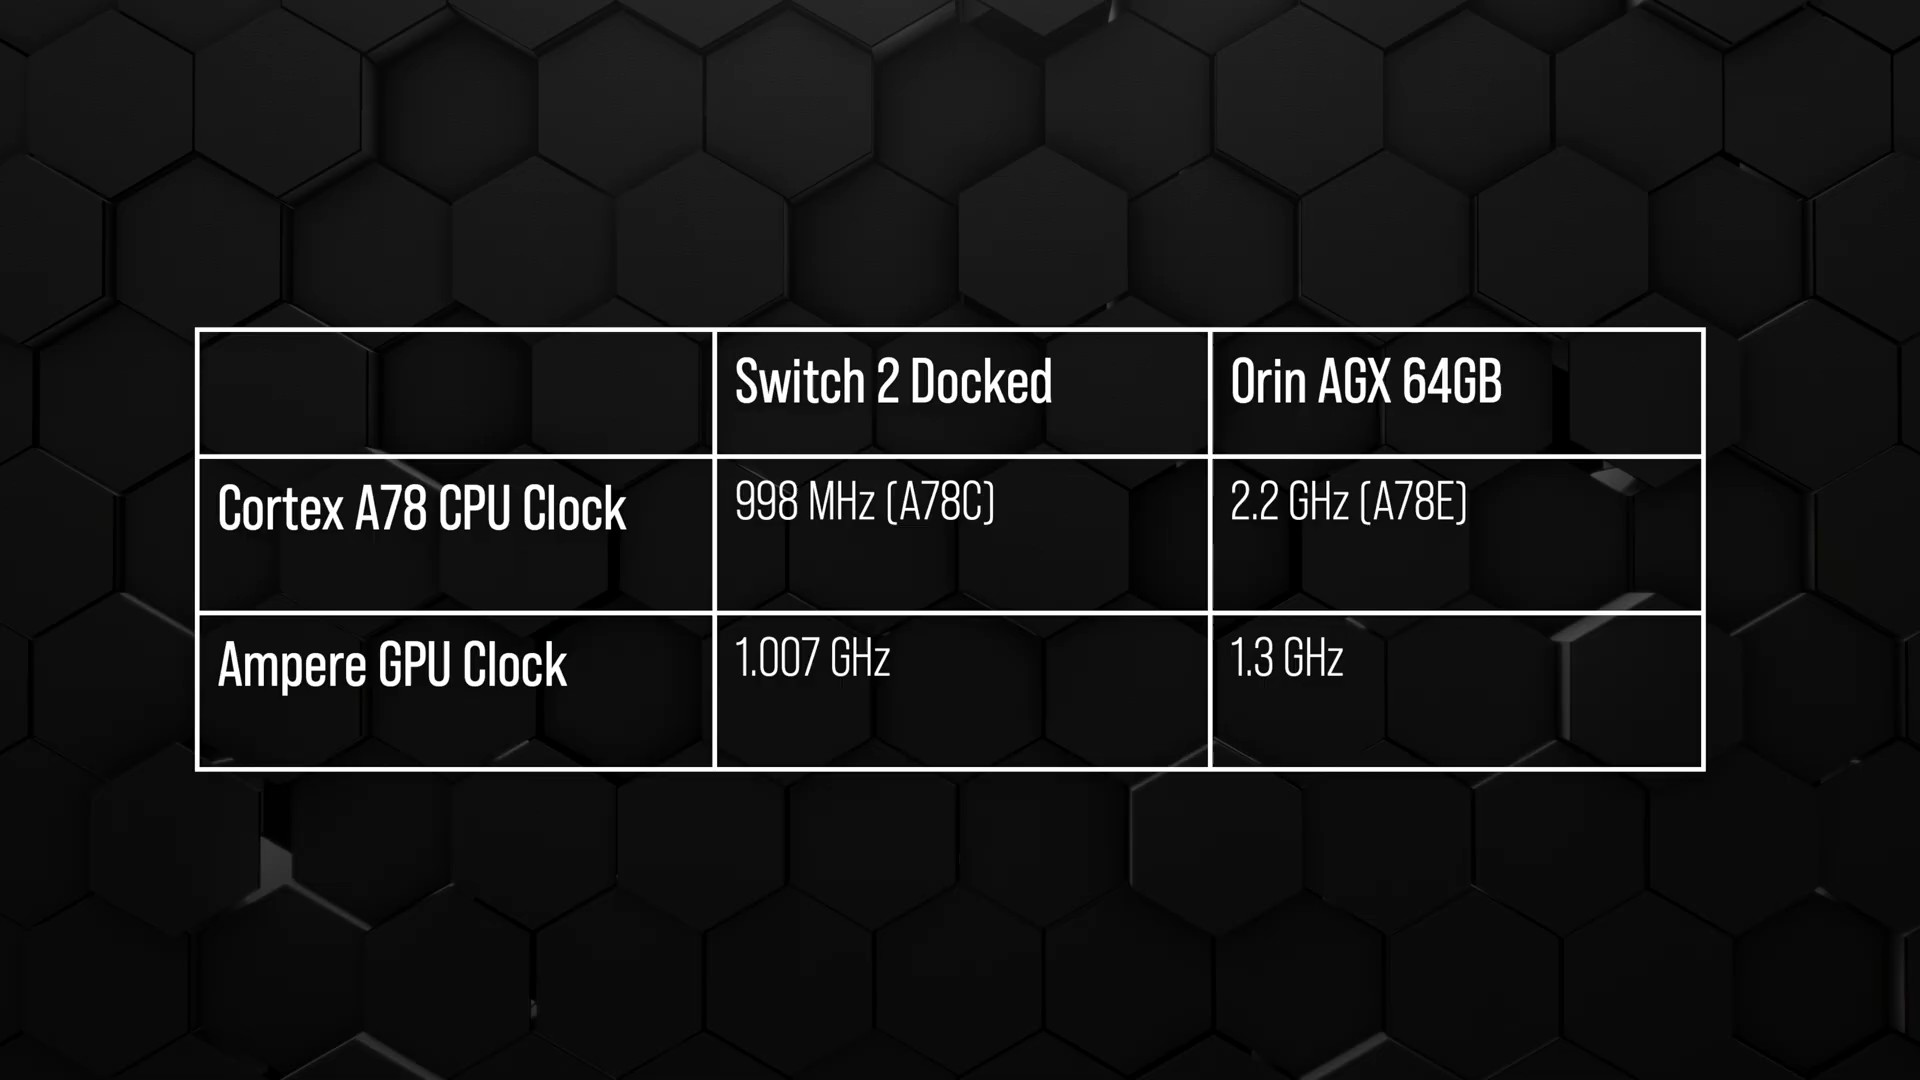 Switch 2 Docked
Orin AGX 64GB
Cortex A78 CPU Clock
998 MHz (A78C)
2.2 GHz (A78E)
Ampere GPU Clock
1.007 GHz
1.3 GHz